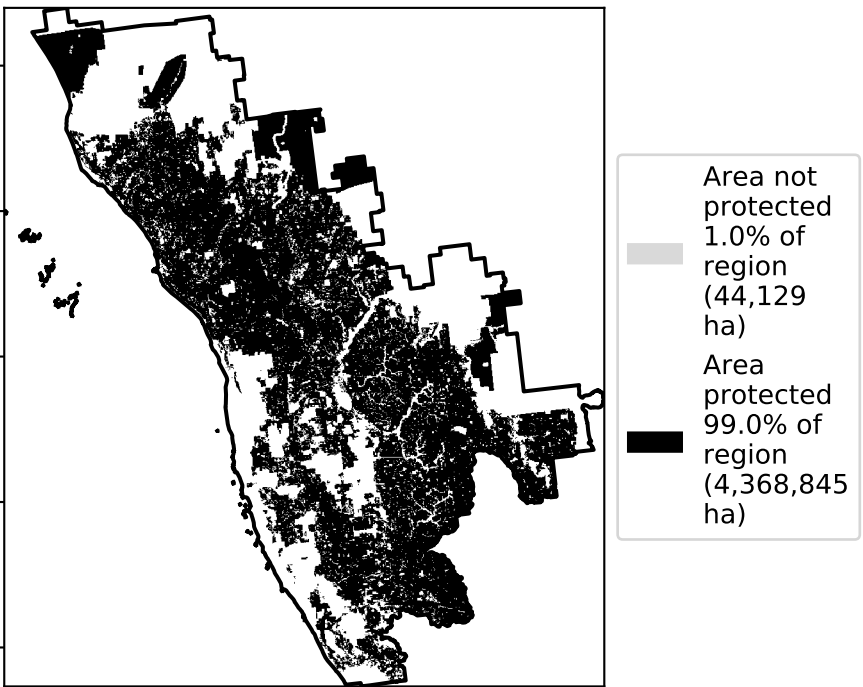 Area not
protected
1.0% of
region
(44,129
ha)
Area
protected
99.0% of
region
(4,368,845
ha)